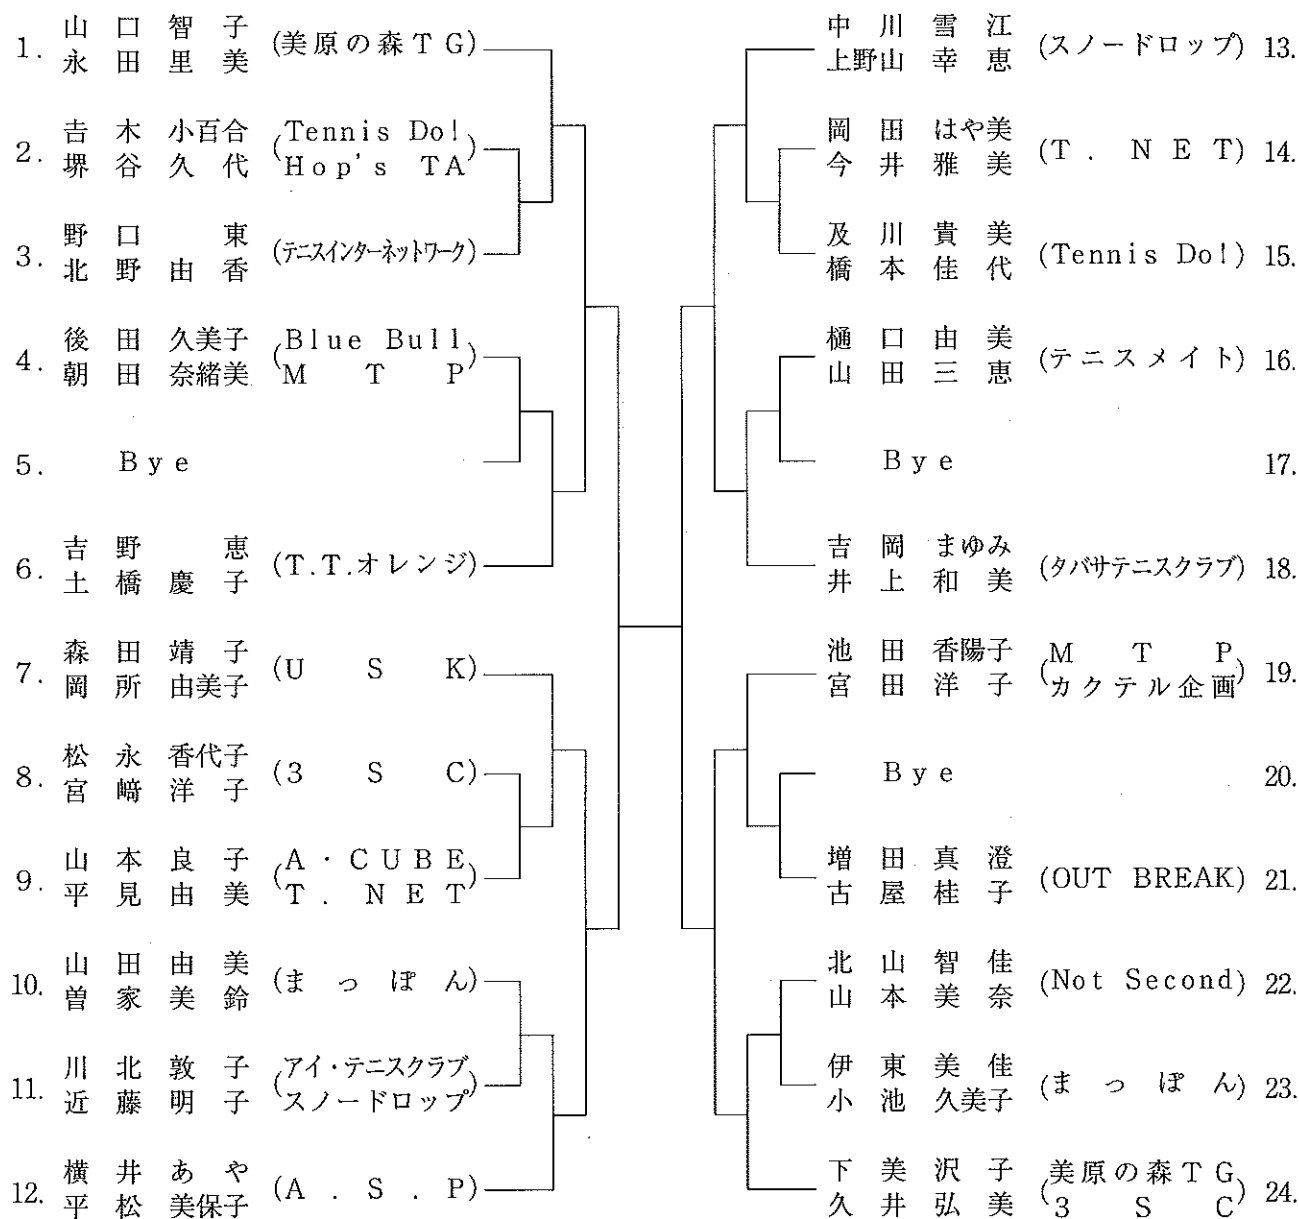 1. 山口智子 (美原の森TG)
永田里美
2. 吉木小百合 (Tennis Do!
堺谷久代 Hop's TA)
3. 野口東 (テニスインターネットワーク)
北野由香
4. 後田久美子 (Blue Bull
朝田奈緒美 MTP)
5. Bye
6. 吉野恵 (T.T.オレンジ)
土橋慶子
7. 森田靖子 (USK)
岡所由美子
8. 松永香代子 (3SC)
宮﨑洋子
9. 山本良子 (A・CUBE
平見由美 T.NET)
10. 山田由美 (まっぽん)
曽家美鈴
11. 川北敦子 (アイ・テニスクラブ
近藤明子 スノードロップ)
12. 横井あや (A.S.P)
平松美保子
中川雪江 (スノードロップ) 13.
上野山幸恵
岡田はや美 (T.NET) 14.
今井雅美
及川貴美 (Tennis Do!) 15.
橋本佳代
樋口由美 (テニスメイト) 16.
山田三恵
Bye 17.
吉岡まゆみ (タバサテニスクラブ) 18.
井上和美
池田香陽子 (MTP
宮田洋子 カクテル企画) 19.
Bye 20.
増田真澄 (OUT BREAK) 21.
古屋桂子
北山智佳 (Not Second) 22.
山本美奈
伊東美佳 (まっぽん) 23.
小池久美子
下美沢子 (美原の森TG
久井弘美 3SC) 24.